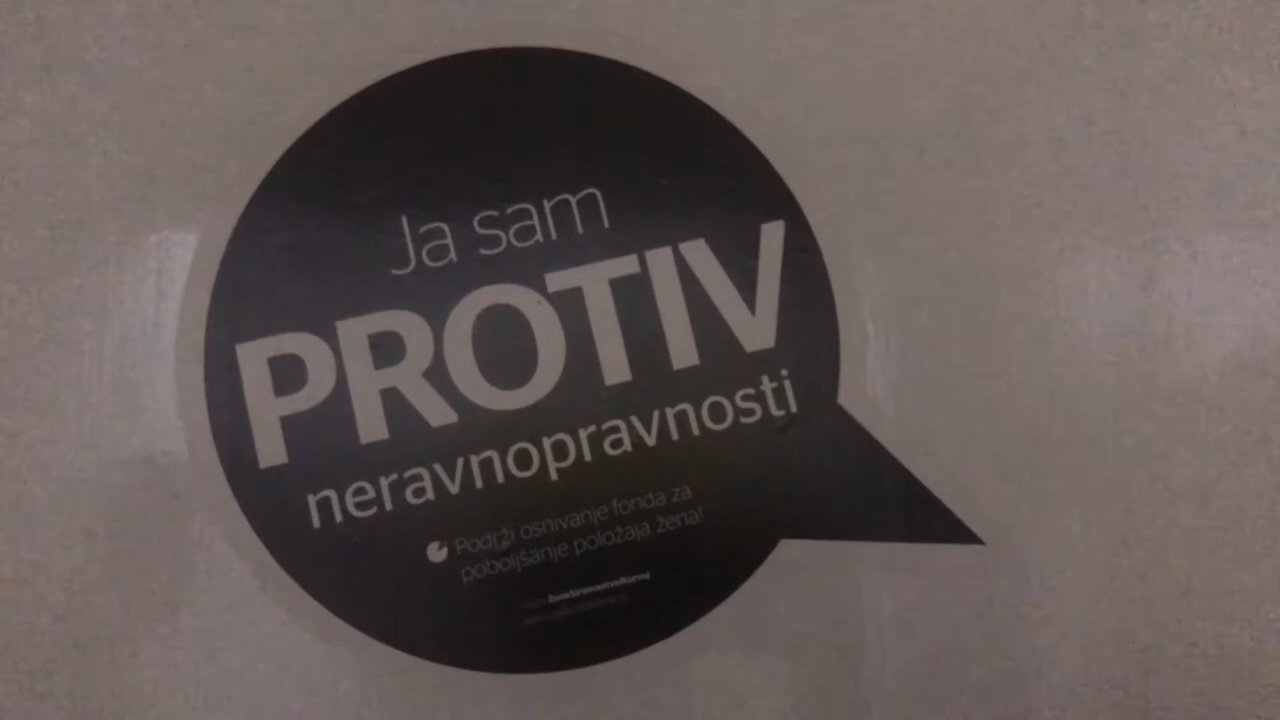 Ja sam
PROTIV
neravnopravnosti
Podrži osnivanje fonda za
poboljšanje položaja žena!